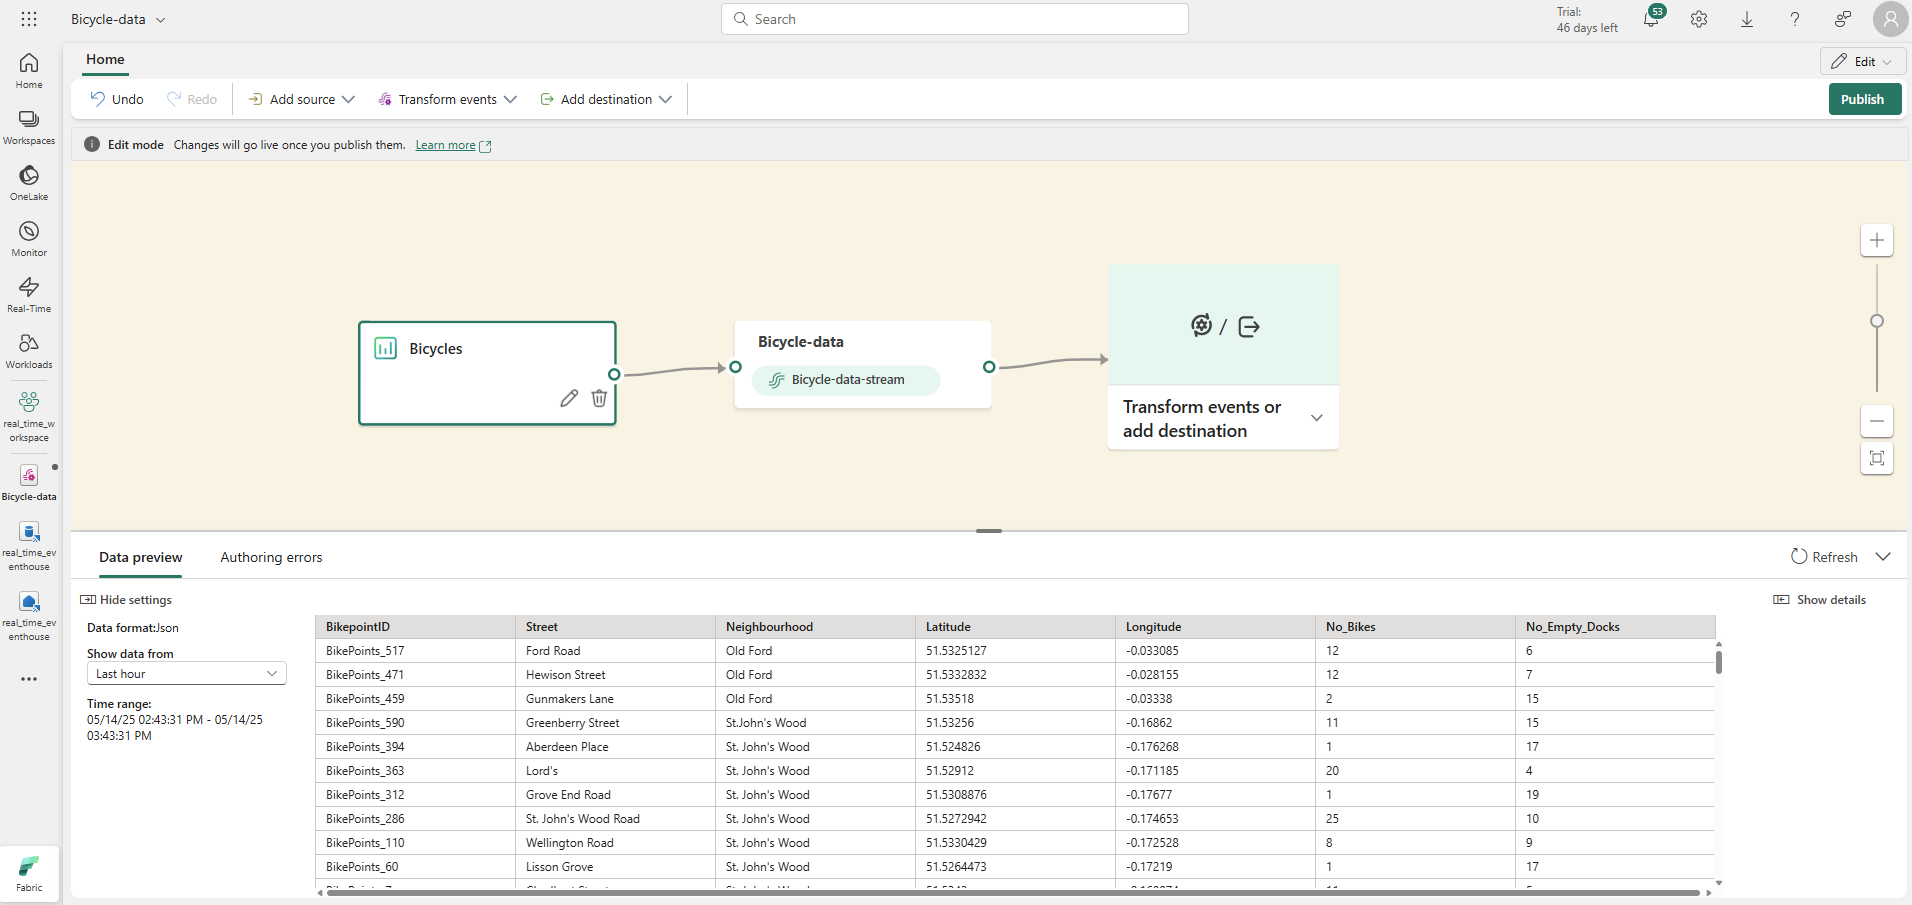 Bicycle-data
Search
Trial:
46 days left
53
Home
Edit
Undo
Redo
Add source
Transform events
Add destination
Publish
Edit mode Changes will go live once you publish them. Learn more
Home
Workspaces
OneLake
Monitor
Real-Time
Workloads
real_time_w
orkspace
Bicycle-data
real_time_ev
enthouse
real_time_ev
enthouse
Fabric
Bicycles
Bicycle-data
Bicycle-data-stream
/
Transform events or
add destination
Data preview
Authoring errors
Refresh
Hide settings
Show details
Data format:Json
Show data from
Last hour
Time range:
05/14/25 02:43:31 PM - 05/14/25
03:43:31 PM
BikepointID Street Neighbourhood Latitude Longitude No_Bikes No_Empty_Docks
BikePoints_517 Ford Road Old Ford 51.5325127 -0.033085 12 6
BikePoints_471 Hewison Street Old Ford 51.5332832 -0.028155 12 7
BikePoints_459 Gunmakers Lane Old Ford 51.53518 -0.03338 2 15
BikePoints_590 Greenberry Street St.John's Wood 51.53256 -0.16862 11 15
BikePoints_394 Aberdeen Place St. John's Wood 51.524826 -0.176268 1 17
BikePoints_363 Lord's St. John's Wood 51.52912 -0.171185 20 4
BikePoints_312 Grove End Road St. John's Wood 51.5308876 -0.17677 1 19
BikePoints_286 St. John's Wood Road St. John's Wood 51.5272942 -0.174653 25 10
BikePoints_110 Wellington Road St. John's Wood 51.5330429 -0.172528 8 9
BikePoints_60 Lisson Grove St. John's Wood 51.5264473 -0.17219 1 17